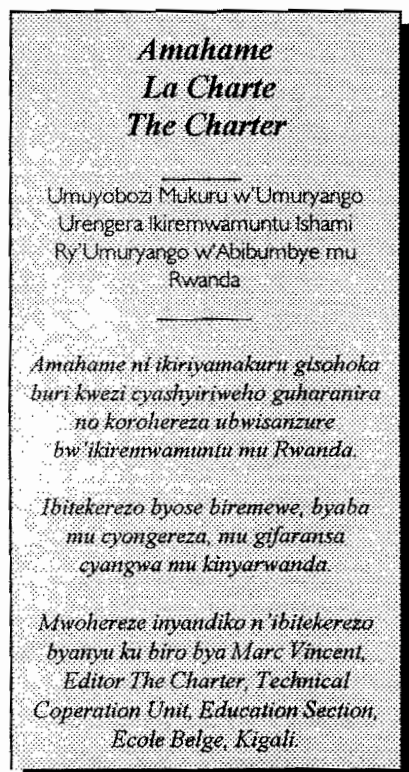 Amahame
La Charte
The Charter
Umuyobozi Mukuru w'Umuryango
Urengera Ikiremwamuntu Ishami
Ry'Umuryango w'Abibumbye mu
Rwanda
Amahame ni ikiriyamakuru gisohoka
buri kwezi cyashyiriweho guharanira
no korohereza ubwisanzure
bw'ikiremwamuntu mu Rwanda.
Ibitekerezo byose biremewe, byaba
mu cyongereza, mu gifaransa
cyangwa mu kinyarwanda.
Mwohereze inyandiko n'ibitekerezo
byanyu ku biro bya Marc Vincent,
Editor The Charter, Technical
Coperation Unit, Education Section,
Ecole Belge, Kigali.